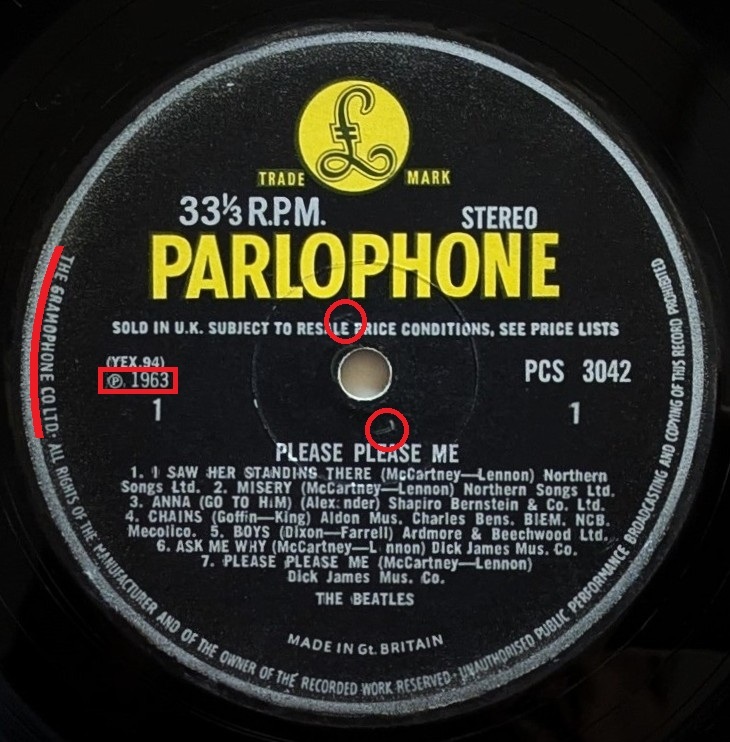 £
TRADE MARK
33⅓ R.P.M. STEREO
PARLOPHONE
SOLD IN U.K. SUBJECT TO RESALE PRICE CONDITIONS, SEE PRICE LISTS
(YEX.94)
Ⓟ 1963 PCS 3042
1 1
PLEASE PLEASE ME
1. I SAW HER STANDING THERE (McCartney—Lennon) Northern
Songs Ltd. 2. MISERY (McCartney—Lennon) Northern Songs Ltd.
3. ANNA (GO TO HIM) (Alex nder) Shapiro Bernstein & Co. Ltd.
4. CHAINS (Goffin—King) Aldon Mus. Charles Bens. BIEM. NCB.
Mecolico. 5. BOYS (Dixon—Farrell) Ardmore & Beechwood Ltd.
6. ASK ME WHY (McCartney—L nnon) Dick James Mus. Co.
7. PLEASE PLEASE ME (McCartney—Lennon)
Dick James Mus. Co.
THE BEATLES
MADE IN Gt. BRITAIN
THE GRAMOPHONE CO. LTD. ALL RIGHTS OF THE MANUFACTURER AND OF THE OWNER OF THE RECORDED WORK RESERVED · UNAUTHORISED PUBLIC PERFORMANCE BROADCASTING AND COPYING OF THIS RECORD PROHIBITED